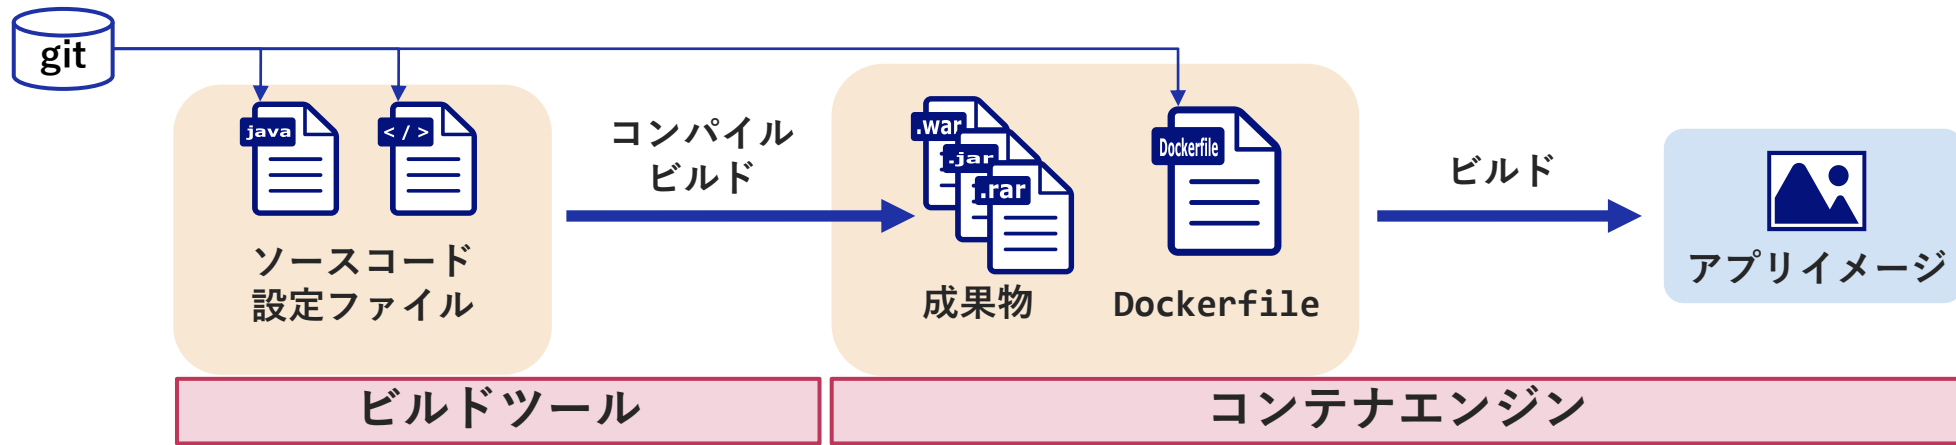 git
java
< / >
ソースコード
設定ファイル
コンパイル
ビルド
.war
.jar
.rar
成果物
Dockerfile
Dockerfile
ビルド
アプリイメージ
ビルドツール
コンテナエンジン